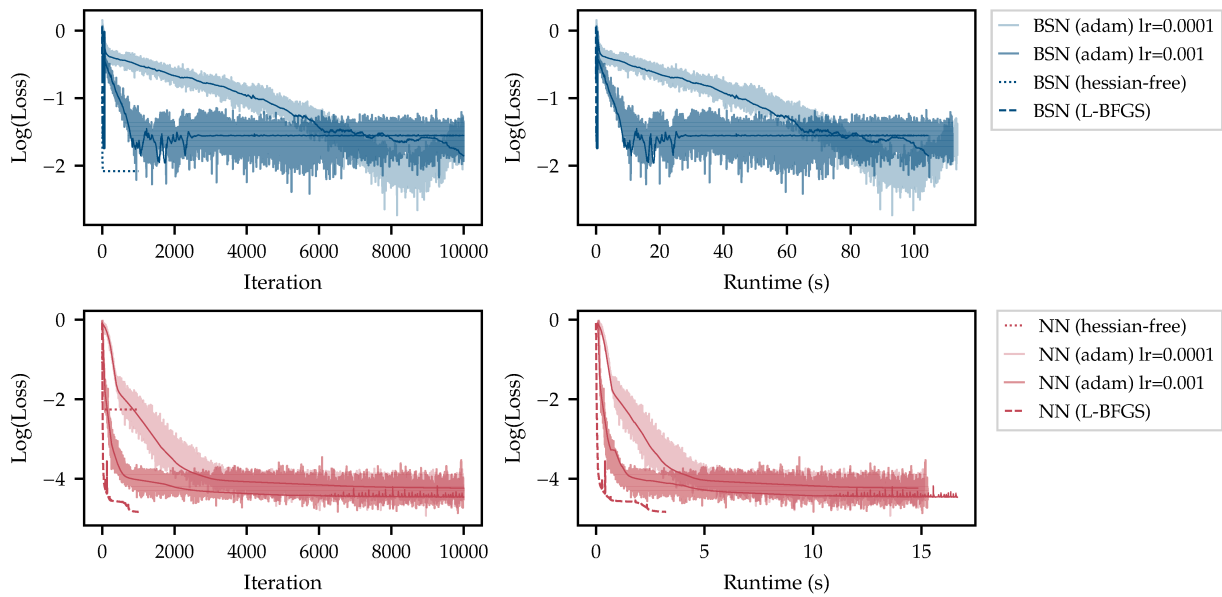 0
−1
−2
Log(Loss)
0 2000 4000 6000 8000 10000
Iteration
0
−1
−2
Log(Loss)
0 20 40 60 80 100
Runtime (s)
BSN (adam) lr=0.0001
BSN (adam) lr=0.001
BSN (hessian-free)
BSN (L-BFGS)
0
−2
−4
Log(Loss)
0 2000 4000 6000 8000 10000
Iteration
0
−2
−4
Log(Loss)
0 5 10 15
Runtime (s)
NN (hessian-free)
NN (adam) lr=0.0001
NN (adam) lr=0.001
NN (L-BFGS)